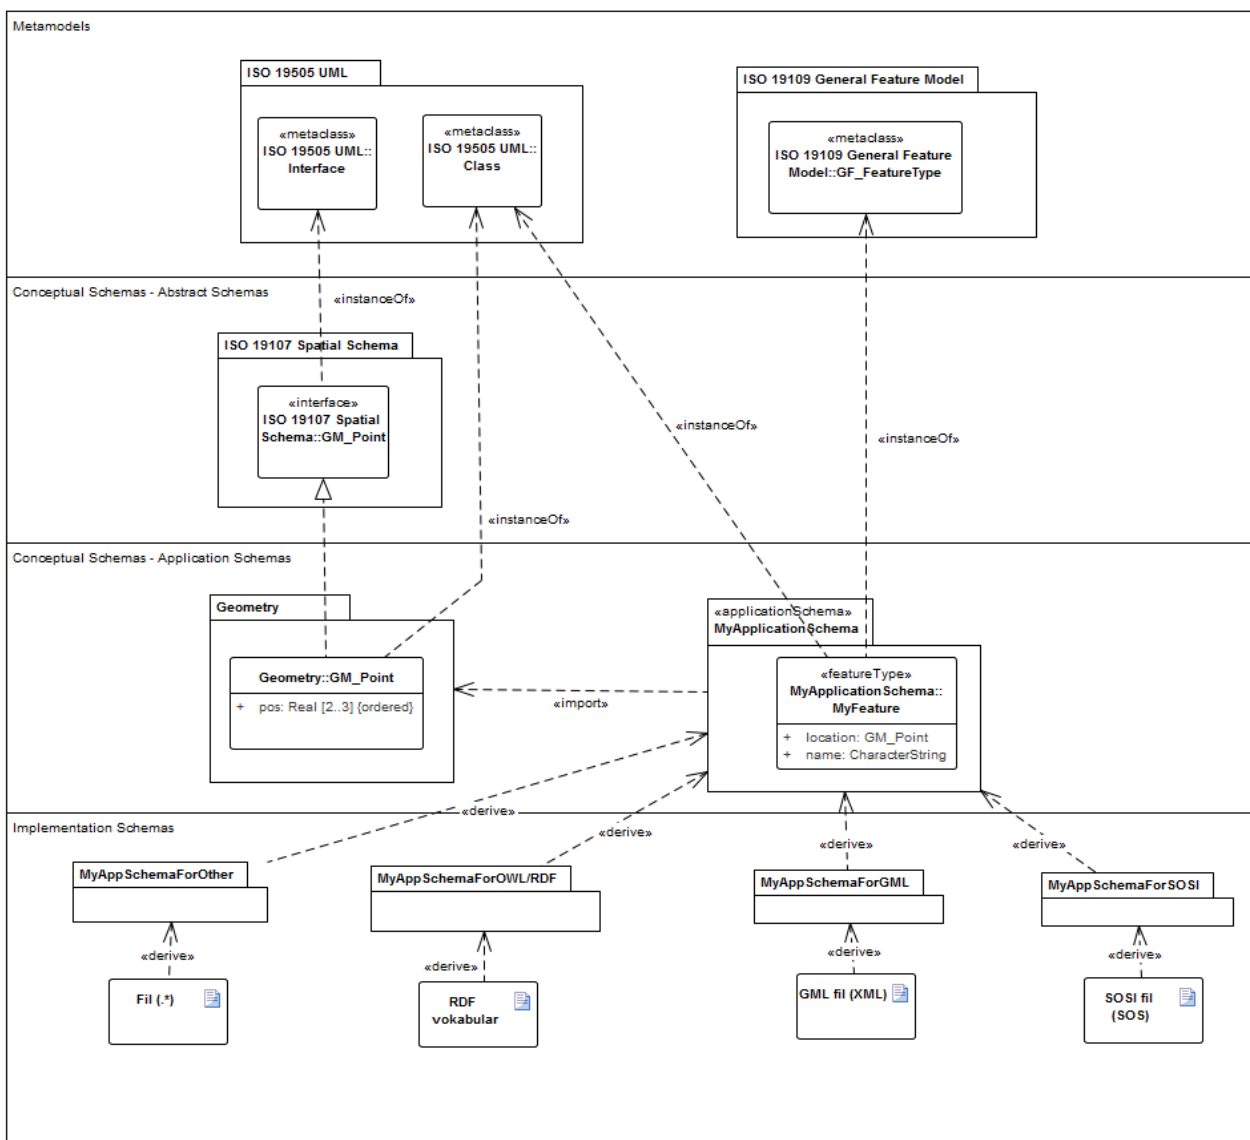 Metamodels
ISO 19505 UML
«metaclass»
ISO 19505 UML::
Interface
«metaclass»
ISO 19505 UML::
Class
ISO 19109 General Feature Model
«metaclass»
ISO 19109 General Feature
Model::GF_FeatureType
Conceptual Schemas - Abstract Schemas
«instanceOf»
ISO 19107 Spatial Schema
«interface»
ISO 19107 Spatial
Schema::GM_Point
«instanceOf»
«instanceOf»
«instanceOf»
Conceptual Schemas - Application Schemas
Geometry
Geometry::GM_Point
+ pos: Real [2..3] {ordered}
«import»
«applicationSchema»
MyApplicationSchema
«featureType»
MyApplicationSchema::
MyFeature
+ location: GM_Point
+ name: CharacterString
Implementation Schemas
«derive»
«derive»
«derive»
«derive»
MyAppSchemaForOther
MyAppSchemaForOWL/RDF
MyAppSchemaForGML
MyAppSchemaForSOSI
«derive»
«derive»
«derive»
«derive»
Fil (.*)
RDF
vokabular
GML fil (XML)
SOSI fil
(SOS)